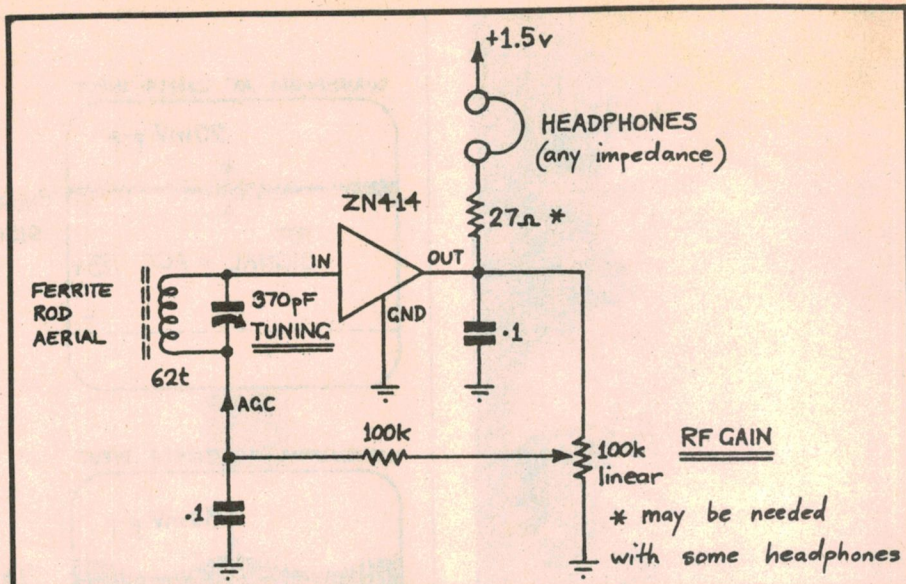 +1.5v
HEADPHONES
(any impedance)
27Ω *
ZN414
IN
OUT
GND
FERRITE
ROD
AERIAL
370pF
TUNING
.1
62t
AGC
100k
100k
linear
RF GAIN
.1
* may be needed
with some headphones